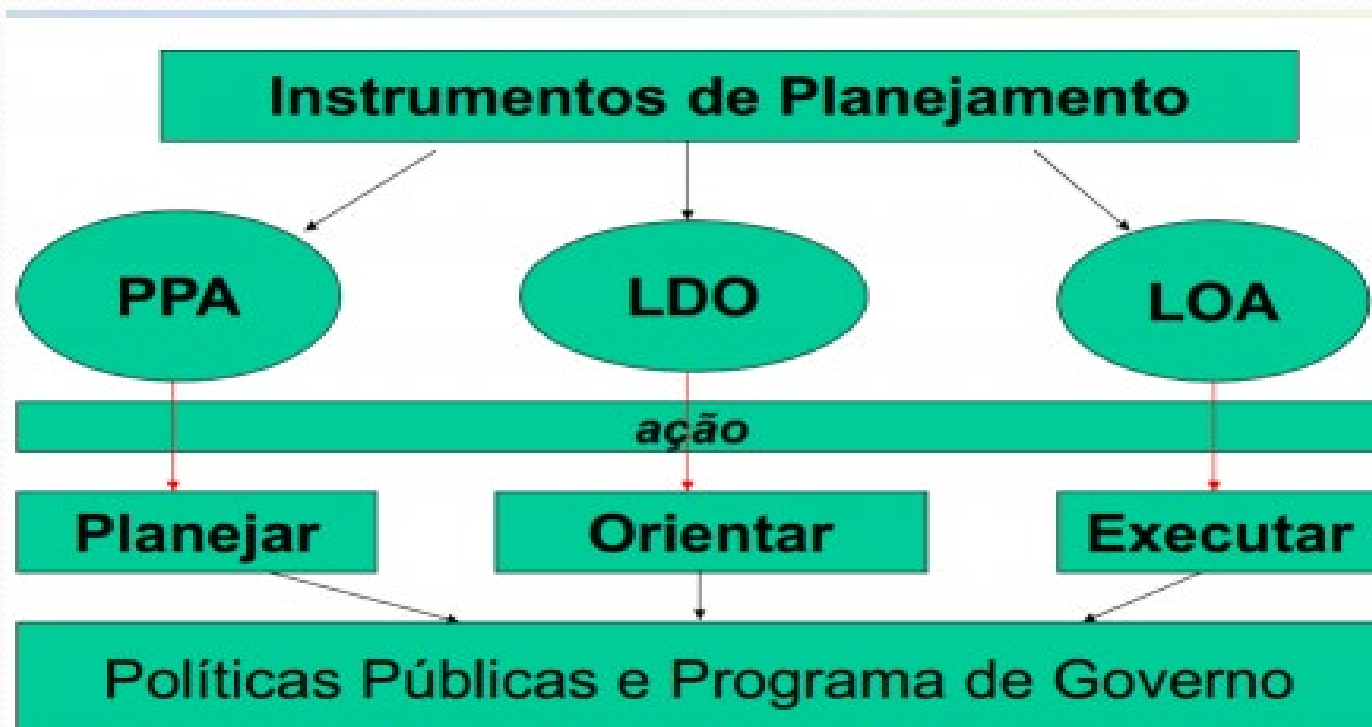 Instrumentos de Planejamento
PPA
LDO
LOA
ação
Planejar
Orientar
Executar
Políticas Públicas e Programa de Governo